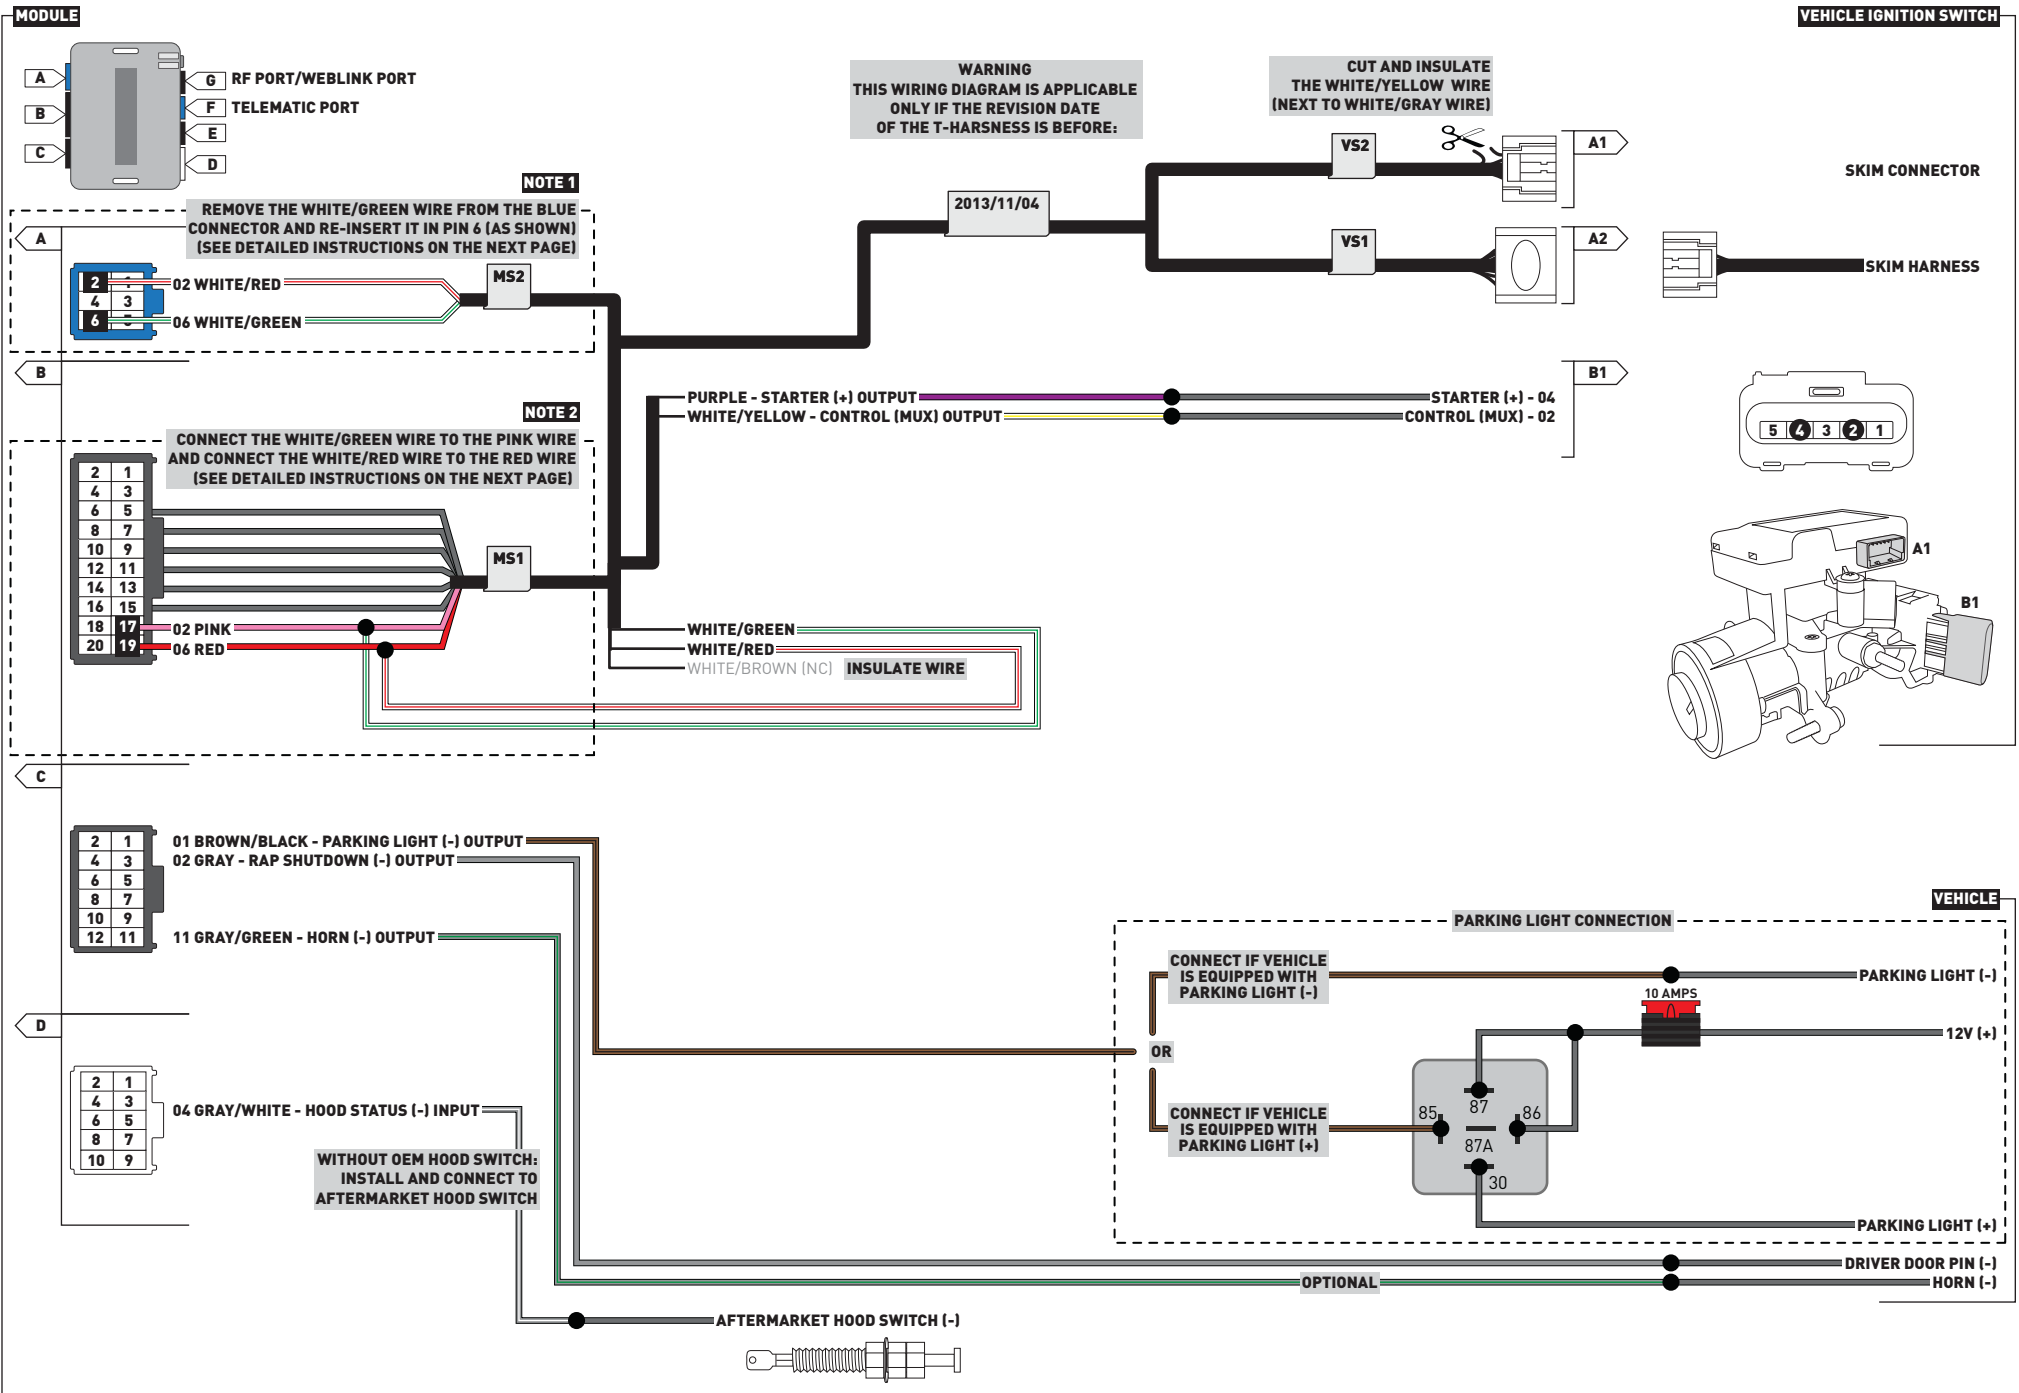 MODULE
VEHICLE IGNITION SWITCH
A
B
C
G
F
E
D
RF PORT/WEBLINK PORT
TELEMATIC PORT
WARNING
THIS WIRING DIAGRAM IS APPLICABLE
ONLY IF THE REVISION DATE
OF THE T-HARSNESS IS BEFORE:
2013/11/04
CUT AND INSULATE
THE WHITE/YELLOW WIRE
(NEXT TO WHITE/GRAY WIRE)
VS2
A1
SKIM CONNECTOR
VS1
A2
SKIM HARNESS
NOTE 1
REMOVE THE WHITE/GREEN WIRE FROM THE BLUE
CONNECTOR AND RE-INSERT IT IN PIN 6 (AS SHOWN)
(SEE DETAILED INSTRUCTIONS ON THE NEXT PAGE)
A
2 1
4 3
6 5
02 WHITE/RED
06 WHITE/GREEN
MS2
B
NOTE 2
CONNECT THE WHITE/GREEN WIRE TO THE PINK WIRE
AND CONNECT THE WHITE/RED WIRE TO THE RED WIRE
(SEE DETAILED INSTRUCTIONS ON THE NEXT PAGE)
2 1
4 3
6 5
8 7
10 9
12 11
14 13
16 15
18 17
20 19
02 PINK
06 RED
MS1
PURPLE - STARTER (+) OUTPUT
STARTER (+) - 04
WHITE/YELLOW - CONTROL (MUX) OUTPUT
CONTROL (MUX) - 02
B1
5 4 3 2 1
A1
B1
WHITE/GREEN
WHITE/RED
WHITE/BROWN (NC)
INSULATE WIRE
C
2 1
4 3
6 5
8 7
10 9
12 11
01 BROWN/BLACK - PARKING LIGHT (-) OUTPUT
02 GRAY - RAP SHUTDOWN (-) OUTPUT
11 GRAY/GREEN - HORN (-) OUTPUT
VEHICLE
PARKING LIGHT CONNECTION
CONNECT IF VEHICLE
IS EQUIPPED WITH
PARKING LIGHT (-)
PARKING LIGHT (-)
10 AMPS
12V (+)
OR
CONNECT IF VEHICLE
IS EQUIPPED WITH
PARKING LIGHT (+)
85
87
86
87A
30
PARKING LIGHT (+)
D
2 1
4 3
6 5
8 7
10 9
04 GRAY/WHITE - HOOD STATUS (-) INPUT
WITHOUT OEM HOOD SWITCH:
INSTALL AND CONNECT TO
AFTERMARKET HOOD SWITCH
DRIVER DOOR PIN (-)
OPTIONAL
HORN (-)
AFTERMARKET HOOD SWITCH (-)